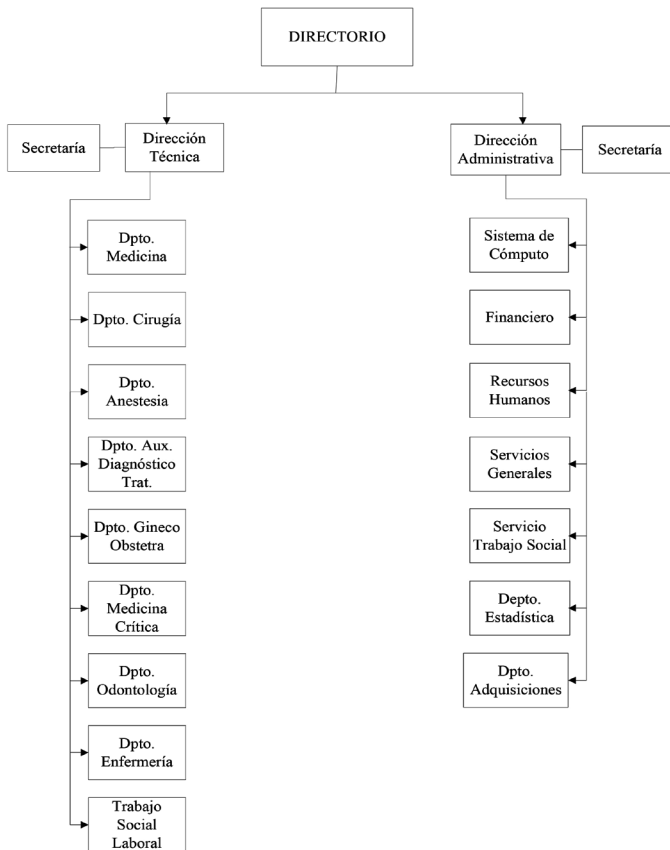 DIRECTORIO
Secretaría
Dirección
Técnica
Dirección
Administrativa
Secretaría
Dpto.
Medicina
Dpto. Cirugía
Dpto.
Anestesia
Dpto. Aux.
Diagnóstico
Trat.
Dpto. Gineco
Obstetra
Dpto.
Medicina
Crítica
Dpto.
Odontología
Dpto.
Enfermería
Trabajo
Social
Laboral
Sistema de
Cómputo
Financiero
Recursos
Humanos
Servicios
Generales
Servicio
Trabajo Social
Depto.
Estadística
Dpto.
Adquisiciones